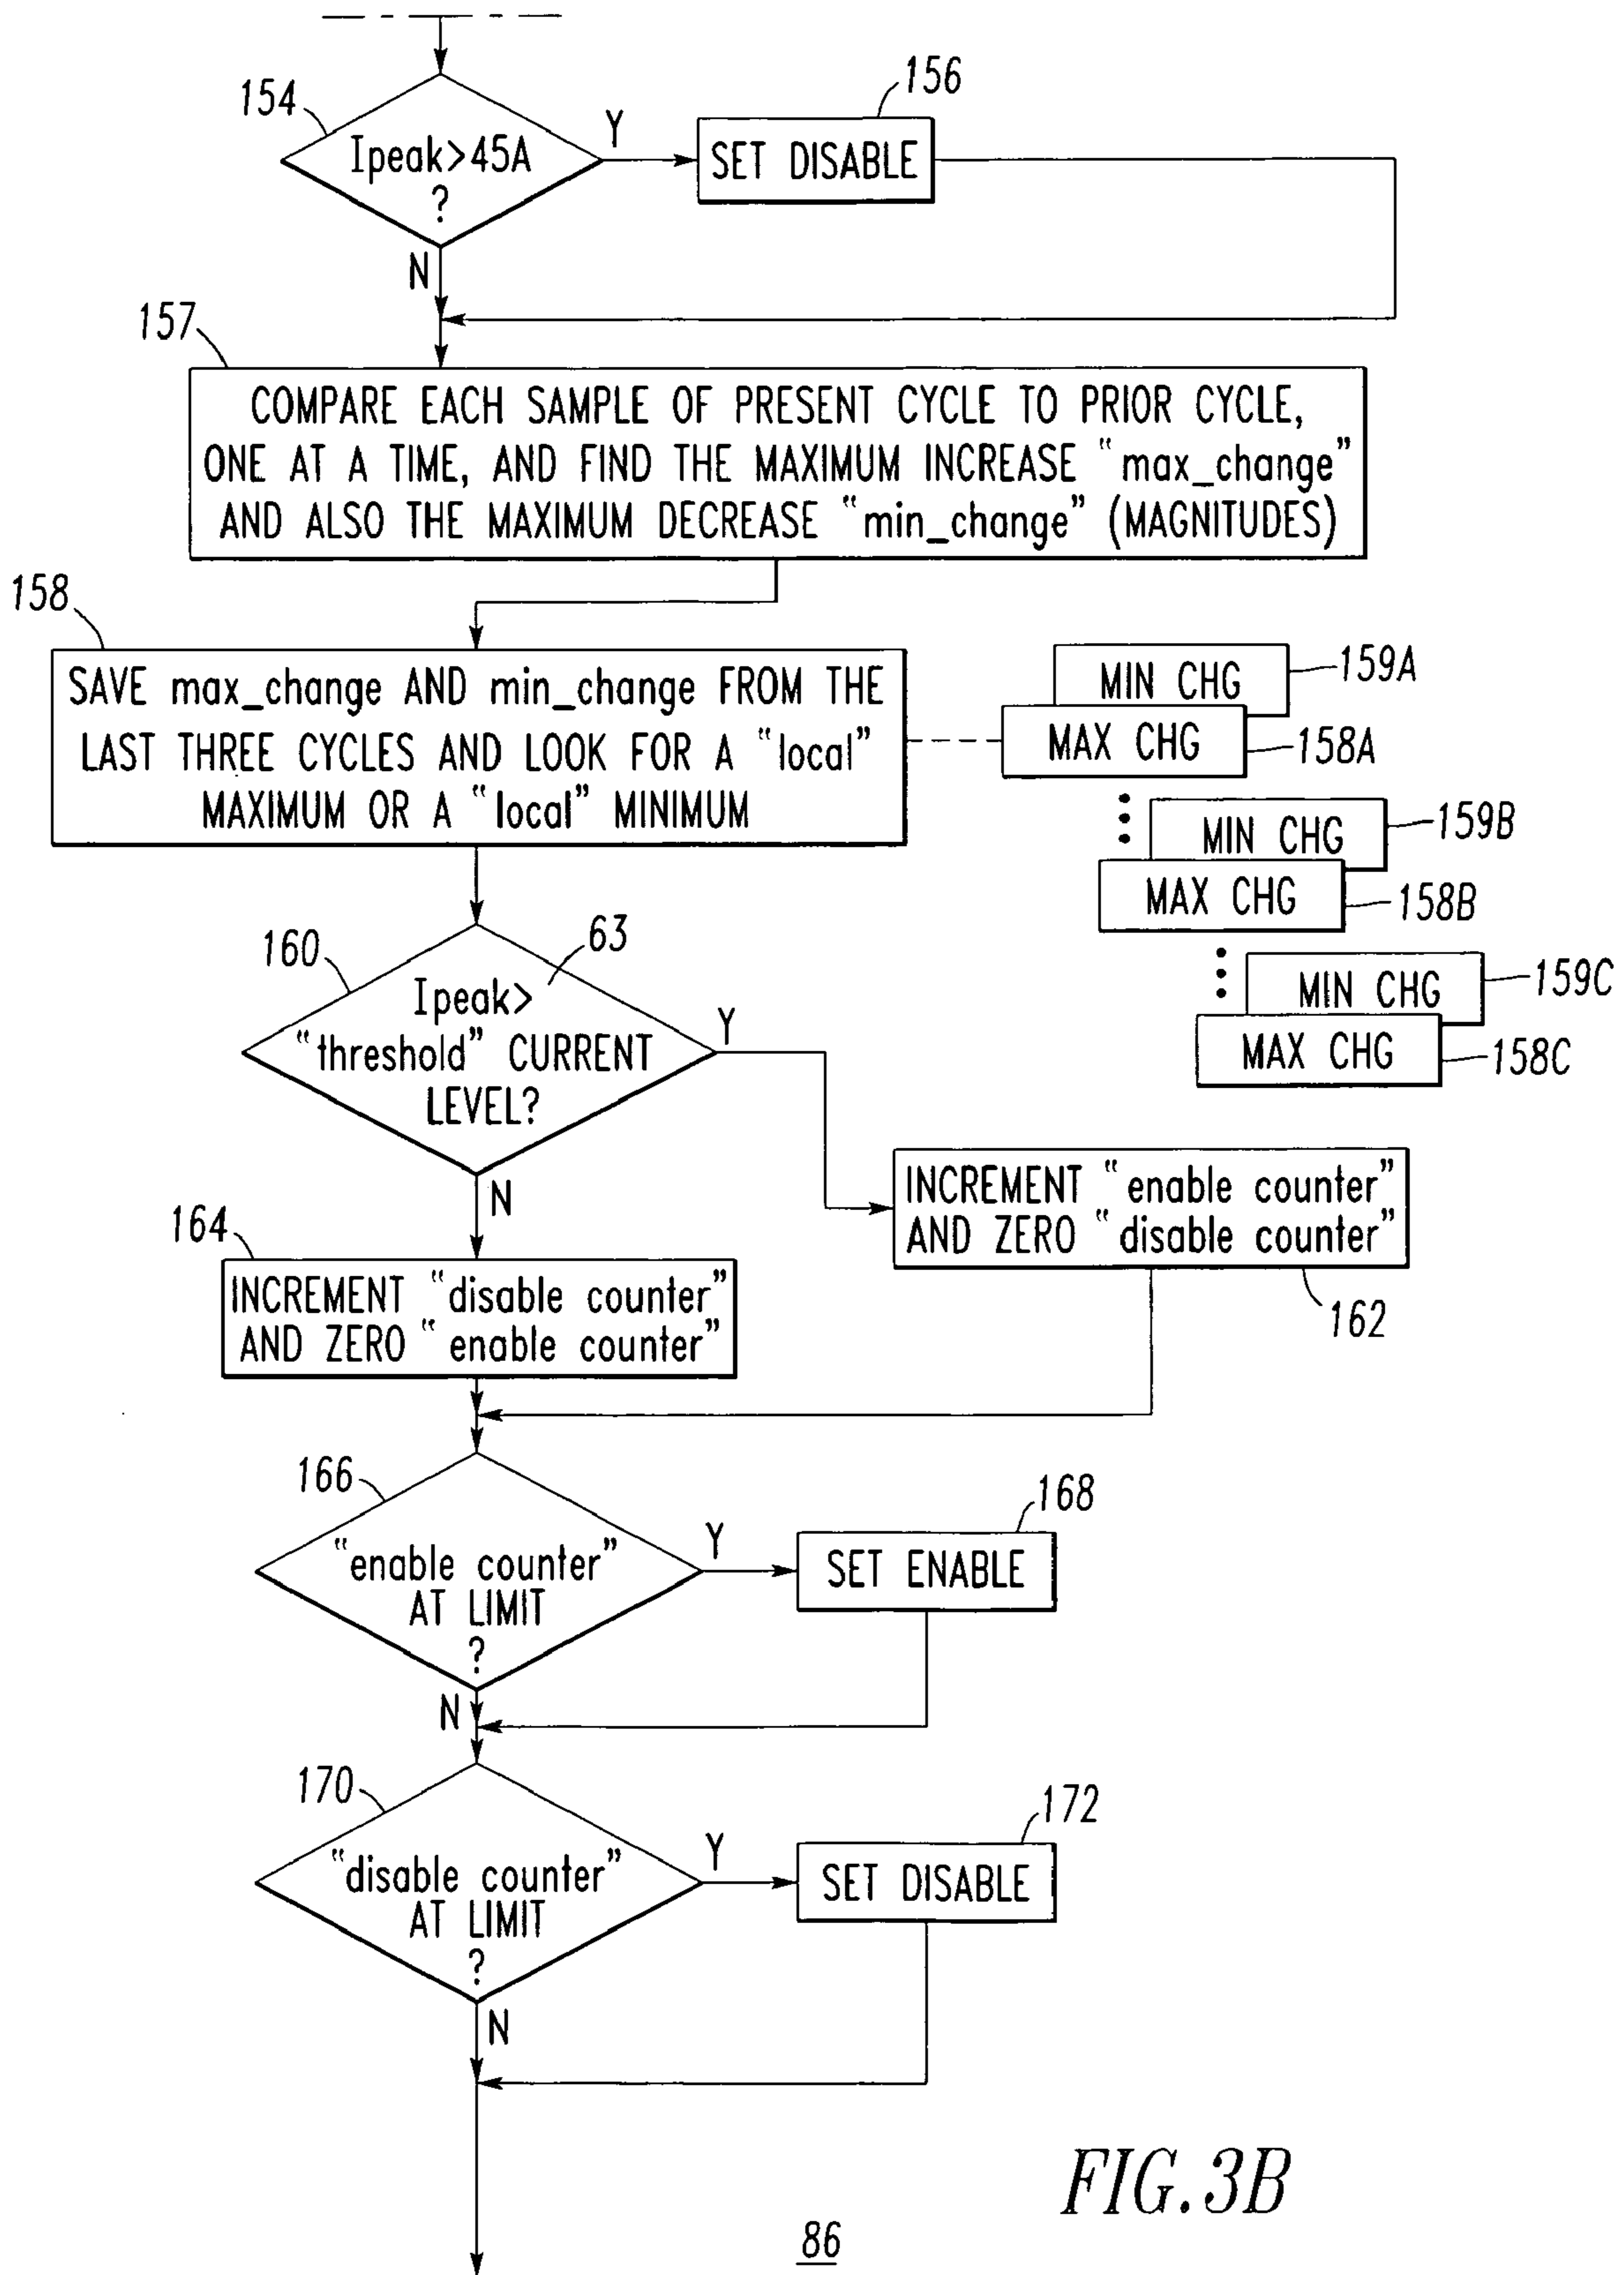 154
Ipeak>45A
?
Y
N
156
SET DISABLE
157
COMPARE EACH SAMPLE OF PRESENT CYCLE TO PRIOR CYCLE,
ONE AT A TIME, AND FIND THE MAXIMUM INCREASE “max_change”
AND ALSO THE MAXIMUM DECREASE “min_change” (MAGNITUDES)
158
SAVE max_change AND min_change FROM THE
LAST THREE CYCLES AND LOOK FOR A “local”
MAXIMUM OR A “local” MINIMUM
MIN CHG
159A
MAX CHG
158A
MIN CHG
159B
MAX CHG
158B
MIN CHG
159C
MAX CHG
158C
160
63
Ipeak>
“threshold” CURRENT
LEVEL?
Y
N
INCREMENT “enable counter”
AND ZERO “disable counter”
162
164
INCREMENT “disable counter”
AND ZERO “enable counter”
166
“enable counter”
AT LIMIT
?
Y
N
168
SET ENABLE
170
“disable counter”
AT LIMIT
?
Y
N
172
SET DISABLE
FIG. 3B
86